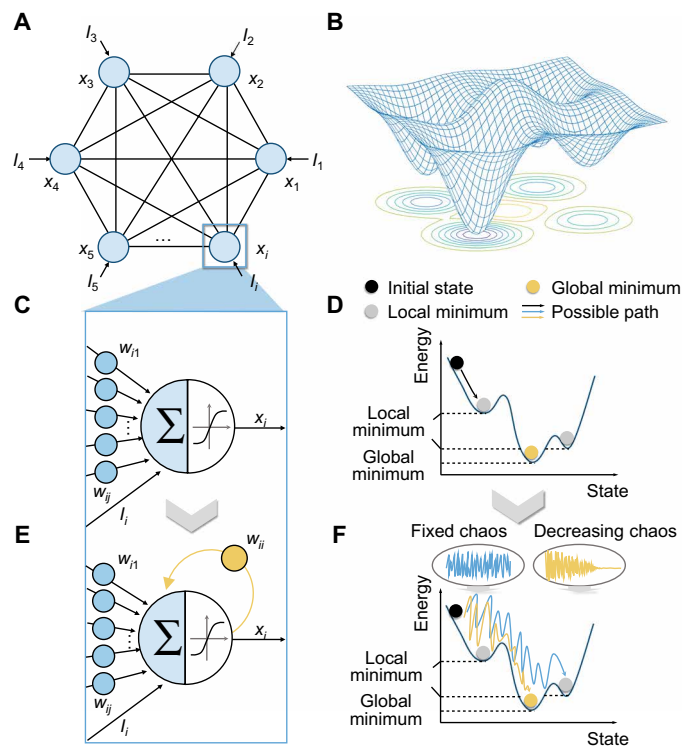 A
I3
I2
x3
x2
I4
x4
x1
I1
x5
...
xi
I5
Ii
B
Initial state
Global minimum
Local minimum
Possible path
C
wi1
⋮
Σ
xi
wij
Ii
D
Energy
Local
minimum
Global
minimum
State
E
wii
wi1
⋮
Σ
xi
wij
Ii
F
Fixed chaos
Decreasing chaos
Energy
Local
minimum
Global
minimum
State